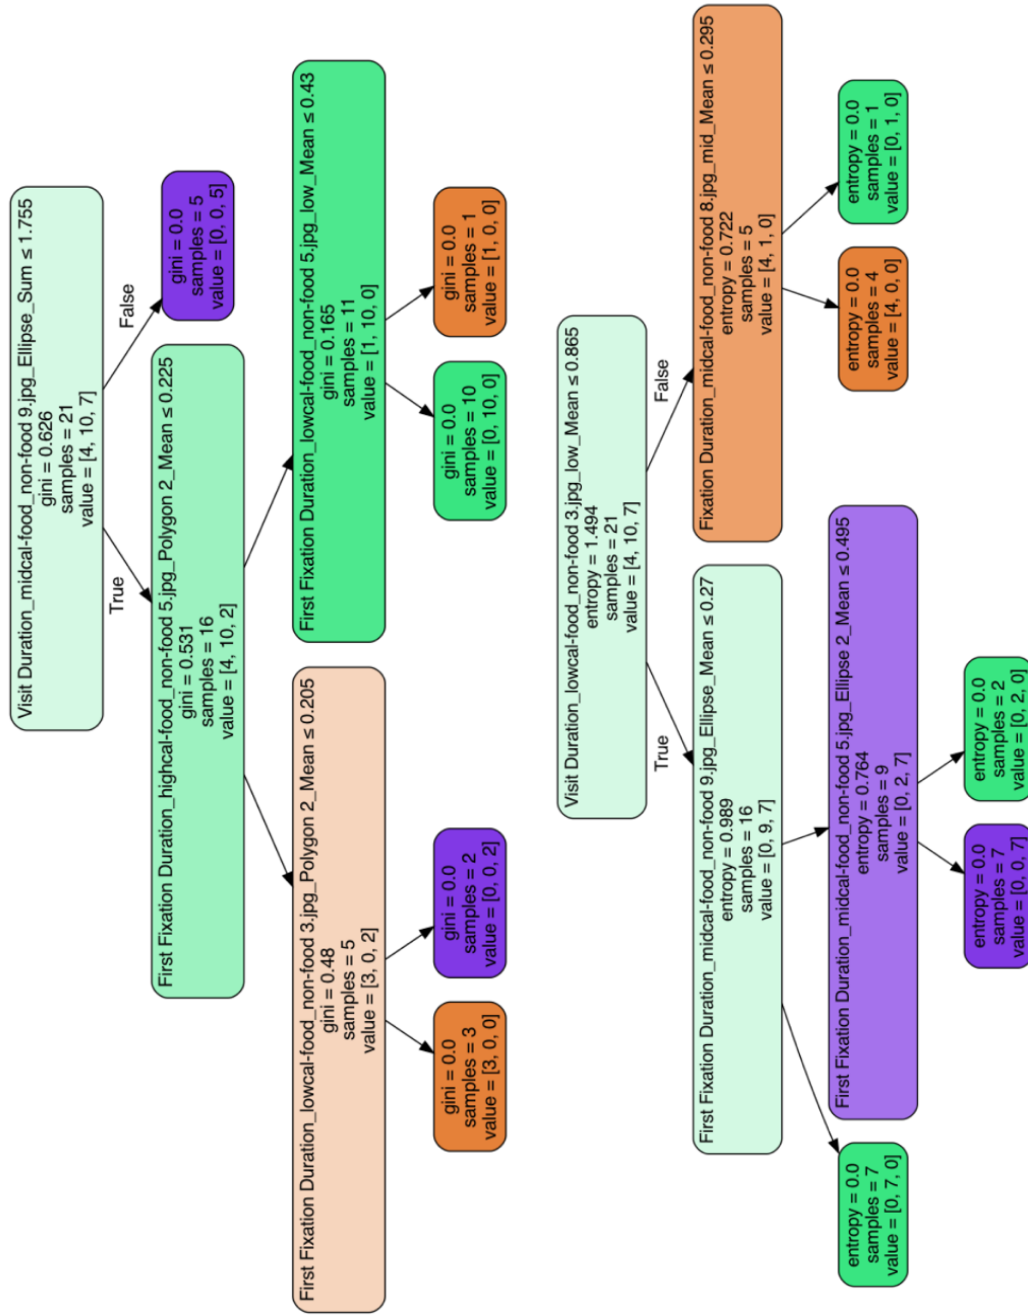 Visit Duration_midcal-food_non-food 9.jpg_Ellipse_Sum ≤ 1.755
gini = 0.626
samples = 21
value = [4, 10, 7]
True
False
First Fixation Duration_highcal-food_non-food 5.jpg_Polygon 2_Mean ≤ 0.225
gini = 0.531
samples = 16
value = [4, 10, 2]
gini = 0.0
samples = 5
value = [0, 0, 5]
First Fixation Duration_lowcal-food_non-food 3.jpg_Polygon 2_Mean ≤ 0.205
gini = 0.48
samples = 5
value = [3, 0, 2]
First Fixation Duration_lowcal-food_non-food 5.jpg_low_Mean ≤ 0.43
gini = 0.165
samples = 11
value = [1, 10, 0]
gini = 0.0
samples = 3
value = [3, 0, 0]
gini = 0.0
samples = 2
value = [0, 0, 2]
gini = 0.0
samples = 10
value = [0, 10, 0]
gini = 0.0
samples = 1
value = [1, 0, 0]
Visit Duration_lowcal-food_non-food 3.jpg_low_Mean ≤ 0.865
entropy = 1.494
samples = 21
value = [4, 10, 7]
True
False
First Fixation Duration_midcal-food_non-food 9.jpg_Ellipse_Mean ≤ 0.27
entropy = 0.989
samples = 16
value = [0, 9, 7]
Fixation Duration_midcal-food_non-food 8.jpg_mid_Mean ≤ 0.295
entropy = 0.722
samples = 5
value = [4, 1, 0]
entropy = 0.0
samples = 7
value = [0, 7, 0]
First Fixation Duration_midcal-food_non-food 5.jpg_Ellipse 2_Mean ≤ 0.495
entropy = 0.764
samples = 9
value = [0, 2, 7]
entropy = 0.0
samples = 4
value = [4, 0, 0]
entropy = 0.0
samples = 1
value = [0, 1, 0]
entropy = 0.0
samples = 7
value = [0, 0, 7]
entropy = 0.0
samples = 2
value = [0, 2, 0]